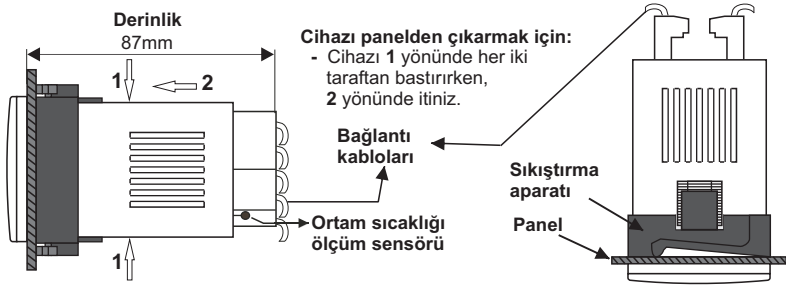 Derinlik
87mm
1
2
1
Cihazı panelden çıkarmak için:
- Cihazı 1 yönünde her iki
taraftan bastırırken,
2 yönünde itiniz.
Bağlantı
kabloları
Ortam sıcaklığı
ölçüm sensörü
Sıkıştırma
aparatı
Panel